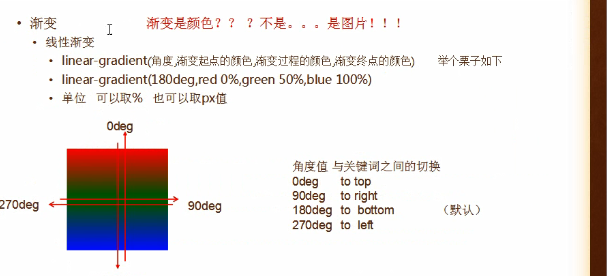 渐变 渐变是颜色？？？不是。。。是图片！！！
线性渐变
linear-gradient(角度,渐变起点的颜色,渐变过程的颜色,渐变终点的颜色) 举个栗子如下
linear-gradient(180deg,red 0%,green 50%,blue 100%)
单位 可以取% 也可以取px值
0deg
270deg
90deg
角度值 与关键词之间的切换
0deg to top
90deg to right
180deg to bottom （默认）
270deg to left